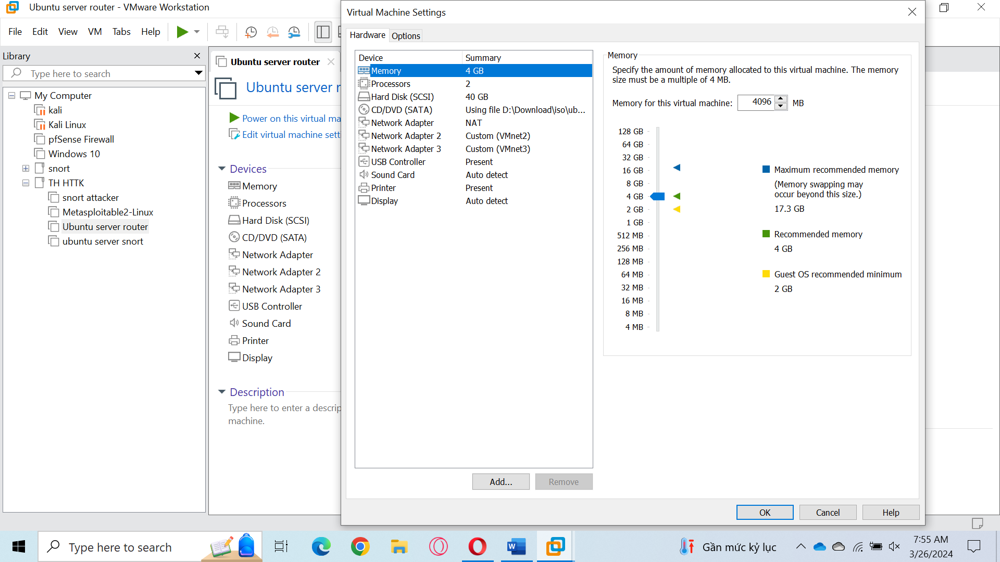 Ubuntu server router - VMware Workstation
File Edit View VM Tabs Help
Library
Type here to search
My Computer
kali
Kali Linux
pfSense Firewall
Windows 10
snort
TH HTTK
snort attacker
Metasploitable2-Linux
Ubuntu server router
ubuntu server snort
Ubuntu server router
Ubuntu server r
Power on this virtual ma
Edit virtual machine sett
Devices
Memory
Processors
Hard Disk (SCSI)
CD/DVD (SATA)
Network Adapter
Network Adapter 2
Network Adapter 3
USB Controller
Sound Card
Printer
Display
Description
Type here to enter a descrip
machine.
Virtual Machine Settings
Hardware Options
Device Summary
Memory 4 GB
Processors 2
Hard Disk (SCSI) 40 GB
CD/DVD (SATA) Using file D:\Download\iso\ub...
Network Adapter NAT
Network Adapter 2 Custom (VMnet2)
Network Adapter 3 Custom (VMnet3)
USB Controller Present
Sound Card Auto detect
Printer Present
Display Auto detect
Add... Remove
Memory
Specify the amount of memory allocated to this virtual machine. The memory
size must be a multiple of 4 MB.
Memory for this virtual machine: 4096 MB
128 GB
64 GB
32 GB
16 GB
8 GB
4 GB
2 GB
1 GB
512 MB
256 MB
128 MB
64 MB
32 MB
16 MB
8 MB
4 MB
Maximum recommended memory
(Memory swapping may
occur beyond this size.)
17.3 GB
Recommended memory
4 GB
Guest OS recommended minimum
2 GB
OK Cancel Help
Type here to search
Gần mức kỷ lục
7:55 AM
3/26/2024